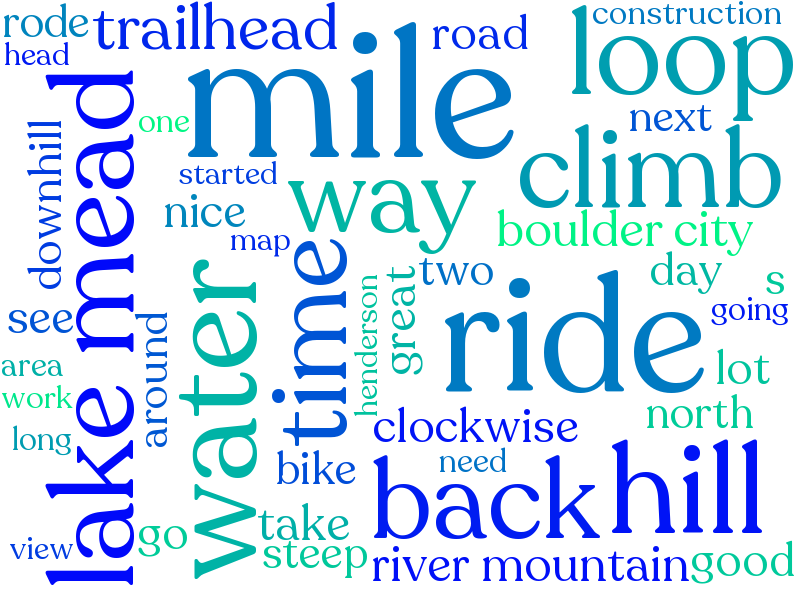 rode
trailhead
road
construction
head
mile
loop
one
next
downhill
lake mead
started
way
climb
nice
map
boulder city
time
two
day
s
see
around
water
henderson
great
ride
going
area
work
lot
long
clockwise
north
bike
need
back
hill
view
go
take
steep
river mountain
good